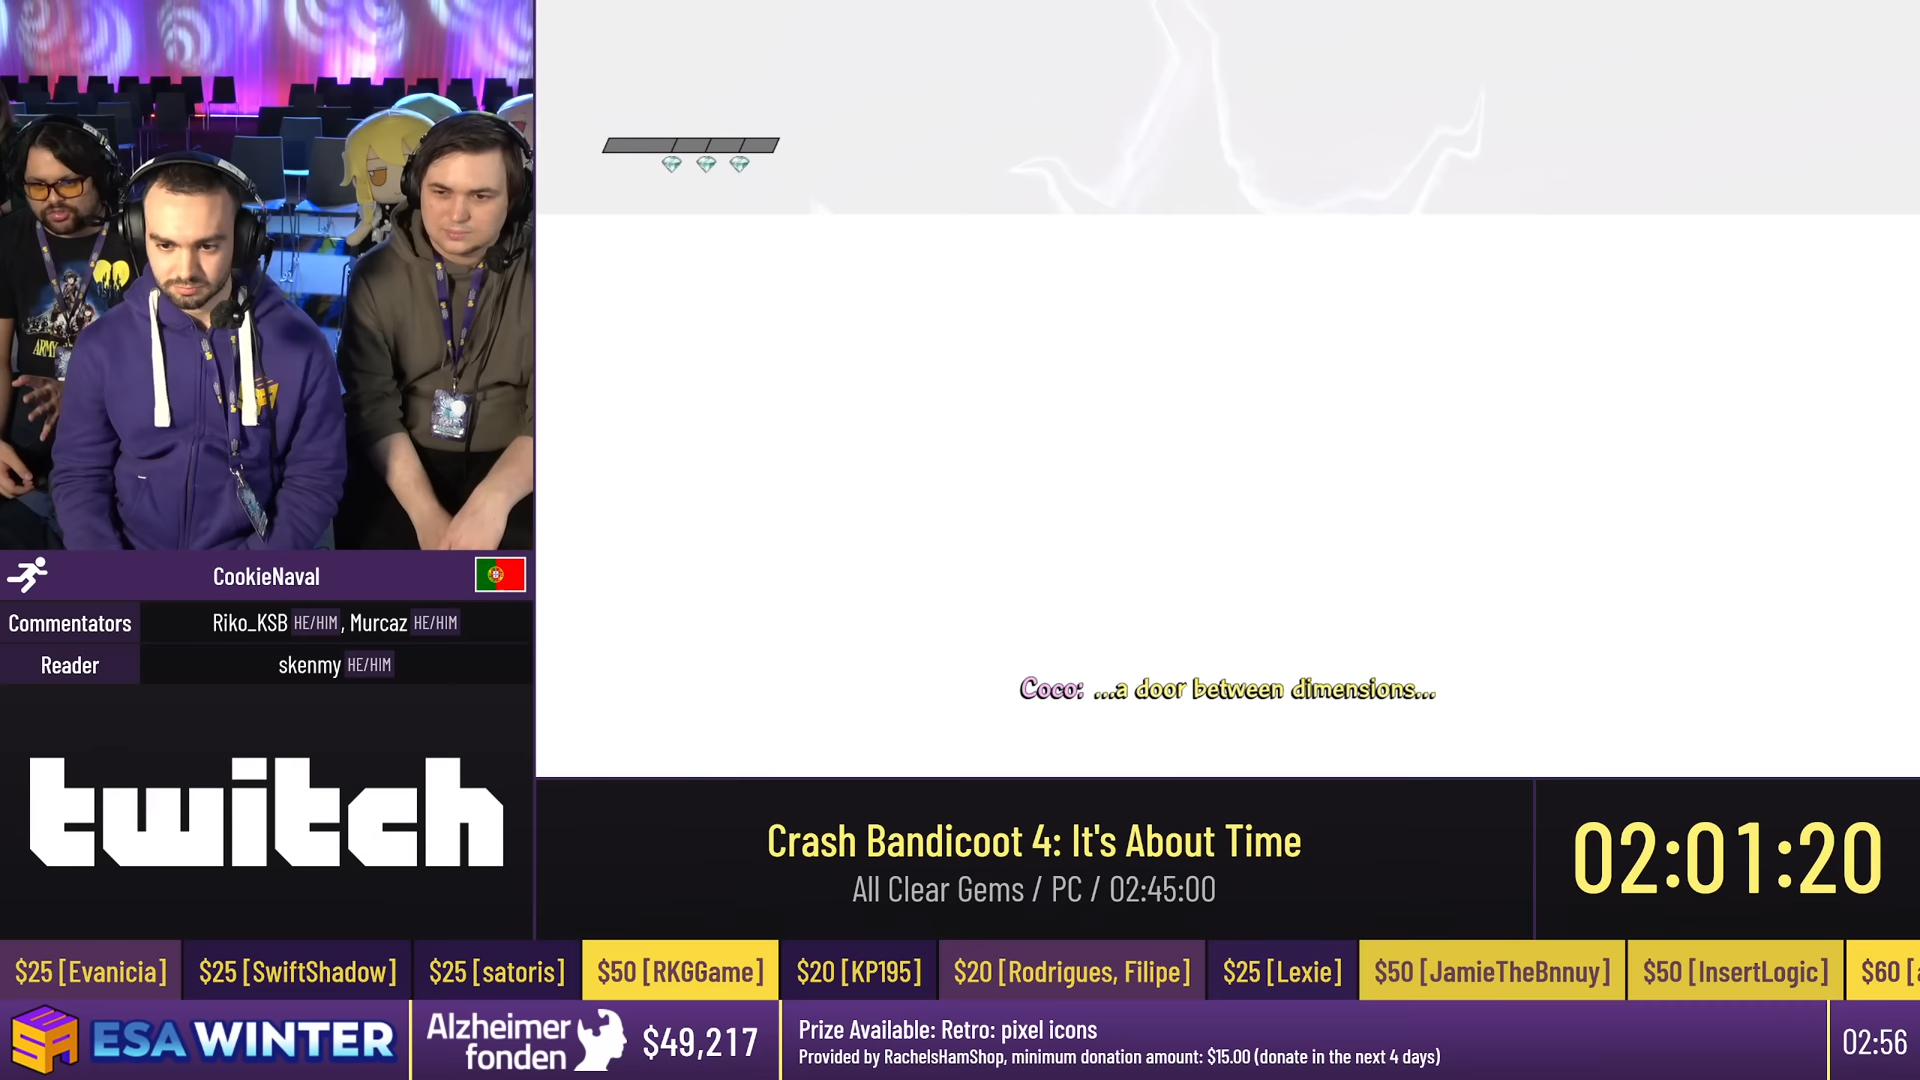 ARMY
CookieNaval
Commentators
Riko_KSB HE/HIM , Murcaz HE/HIM
Reader
skenmy HE/HIM
twitch
Coco: ...a door between dimensions...
Crash Bandicoot 4: It's About Time
All Clear Gems / PC / 02:45:00
02:01:20
$25 [Evanicia]
$25 [SwiftShadow]
$25 [satoris]
$50 [RKGGame]
$20 [KP195]
$20 [Rodrigues, Filipe]
$25 [Lexie]
$50 [JamieTheBnnuy]
$50 [InsertLogic]
$60
ESA WINTER
Alzheimer
fonden
$49,217
Prize Available: Retro: pixel icons
Provided by RachelsHamShop, minimum donation amount: $15.00 (donate in the next 4 days)
02:56